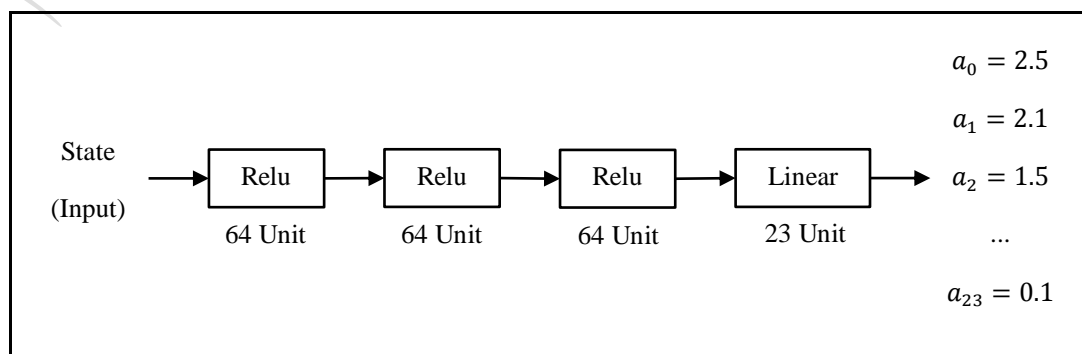 State
(Input)
Relu
64 Unit
Relu
64 Unit
Relu
64 Unit
Linear
23 Unit
a₀ = 2.5
a₁ = 2.1
a₂ = 1.5
...
a₂₃ = 0.1